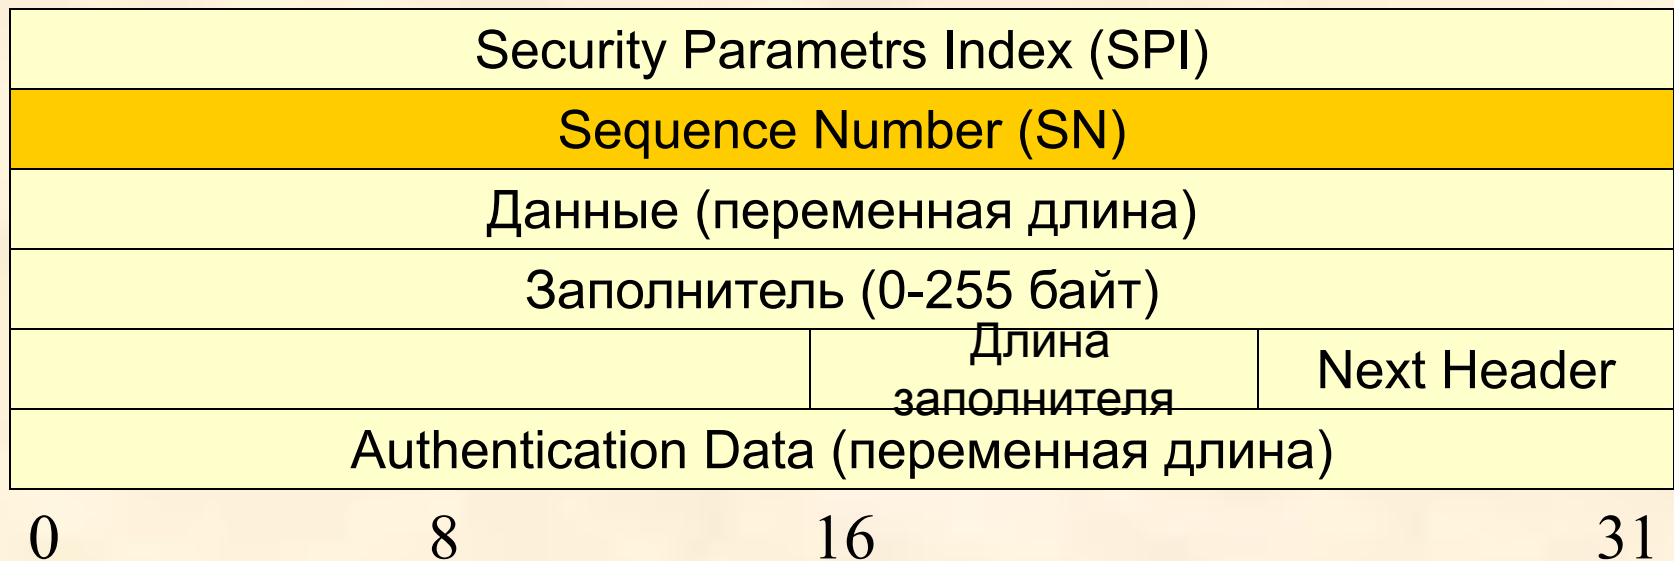 Security Parametrs Index (SPI)
Sequence Number (SN)
Данные (переменная длина)
Заполнитель (0-255 байт)
Длина
заполнителя
Next Header
Authentication Data (переменная длина)
0 8 16 31